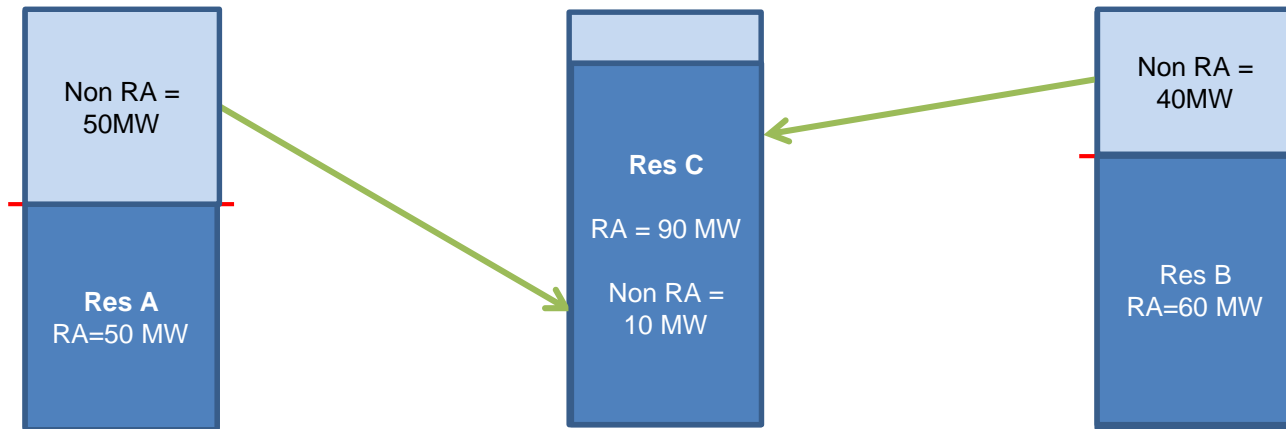 Non RA =
50MW
Res A
RA=50 MW
Res C
RA = 90 MW
Non RA =
10 MW
Non RA =
40MW
Res B
RA=60 MW